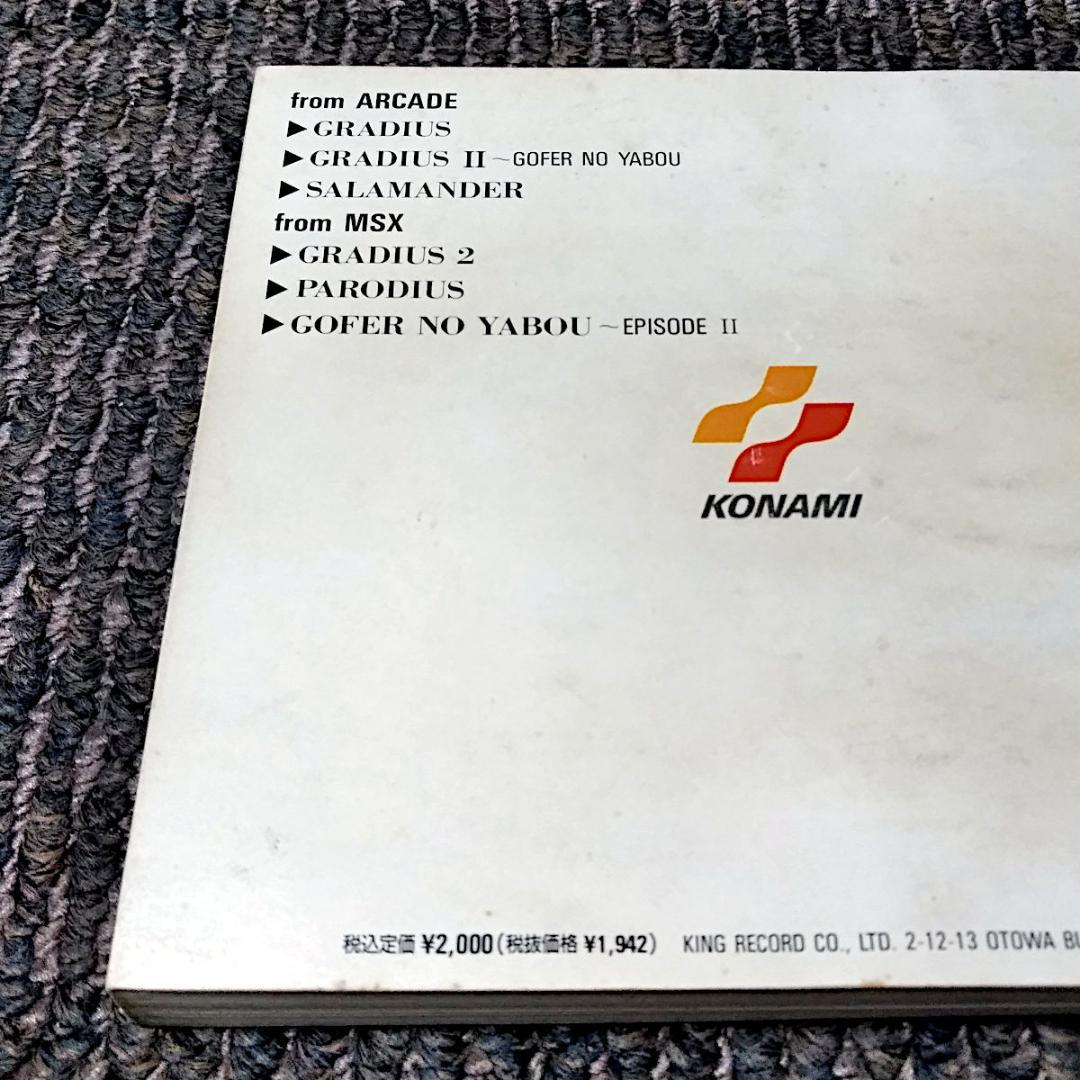 from ARCADE
▶GRADIUS
▶GRADIUS II~GOFER NO YABOU
▶SALAMANDER
from MSX
▶GRADIUS 2
▶PARODIUS
▶GOFER NO YABOU~EPISODE II
KONAMI
税込定価 ¥2,000(税抜価格 ¥1,942) KING RECORD CO., LTD. 2-12-13 OTOWA